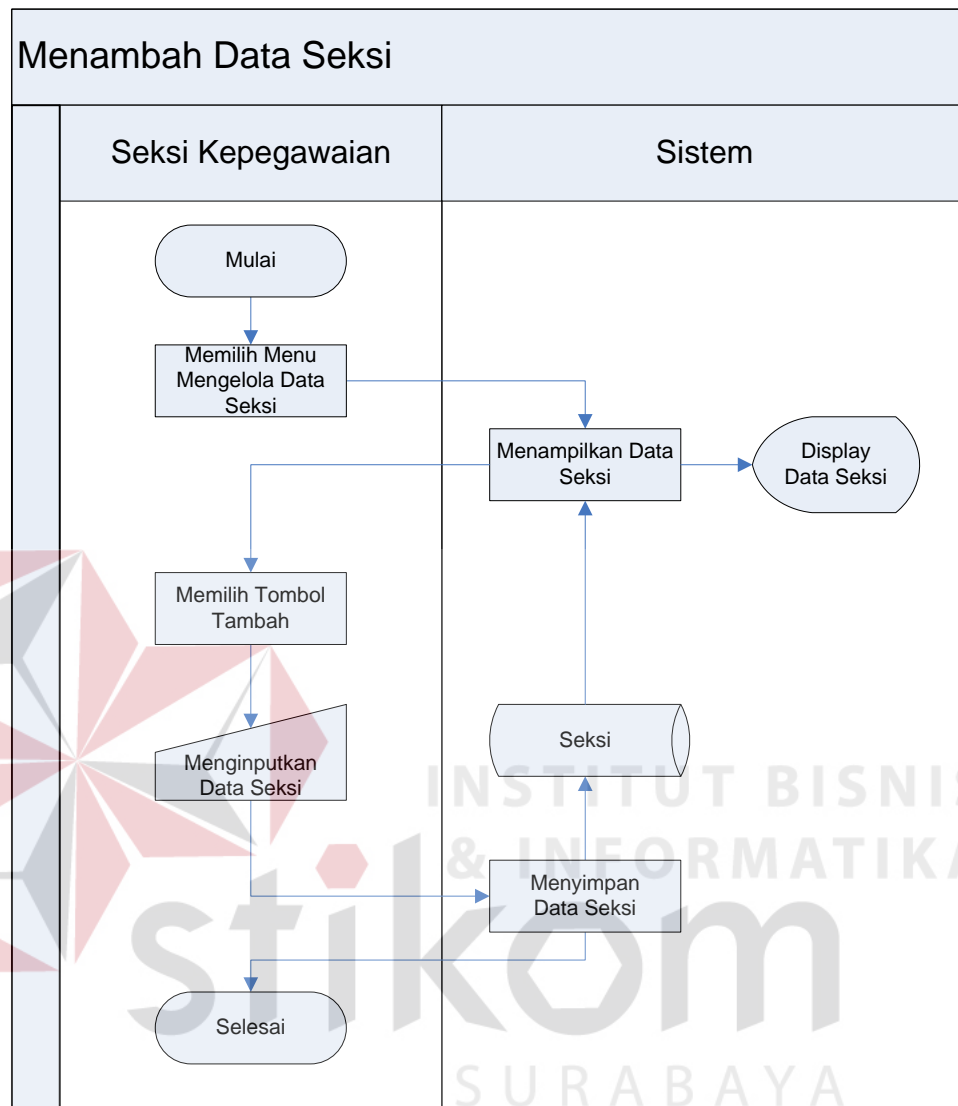 Menambah Data Seksi
Seksi Kepegawaian
Sistem
Mulai
Memilih Menu
Mengelola Data
Seksi
Menampilkan Data
Seksi
Display
Data Seksi
Memilih Tombol
Tambah
Menginputkan
Data Seksi
Seksi
Menyimpan
Data Seksi
Selesai
INSTITUT BISNIS
& INFORMATIKA
stikom
SURABAYA